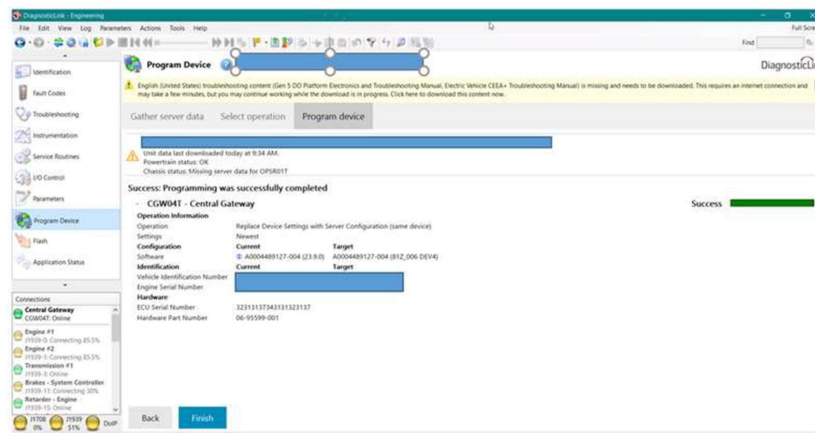 DiagnosticLink - Engineering
File Edit View Log Parameters Actions Tools Help
Full Scre
Find
Identification
Fault Codes
Troubleshooting
Instrumentation
Service Routines
I/O Control
Parameters
Program Device
Flash
Application Status
Program Device
DiagnosticLi
English (United States) troubleshooting content (Gen 5 DD Platform Electronics and Troubleshooting Manual, Electric Vehicle CEEA+ Troubleshooting Manual) is missing and needs to be downloaded. This requires an internet connection and
may take a few minutes, but you may continue working while the download is in progress. Click here to download this content now.
Gather server data Select operation Program device
Unit data last downloaded today at 9:34 AM.
Powertrain status: OK
Chassis status: Missing server data for OPSR01T
Success: Programming was successfully completed
- CGW04T - Central Gateway
Success
Operation Information
Operation Replace Device Settings with Server Configuration (same device)
Settings Newest
Configuration Current Target
Software A0004489127-004 (23.9.0) A0004489127-004 (81Z_006 DEV4)
Identification Current Target
Vehicle Identification Number
Engine Serial Number
Hardware
ECU Serial Number 32313137343131323137
Hardware Part Number 06-95599-001
Connections
Central Gateway
CGW04T: Online
Engine #1
J1939-0: Connecting 85.5%
Engine #2
J1939-1: Connecting 85.5%
Transmission #1
J1939-3: Online
Brakes - System Controller
J1939-11: Connecting 30%
Retarder - Engine
J1939-15: Online
J1708 0% J1939 51% DoIP
Back Finish